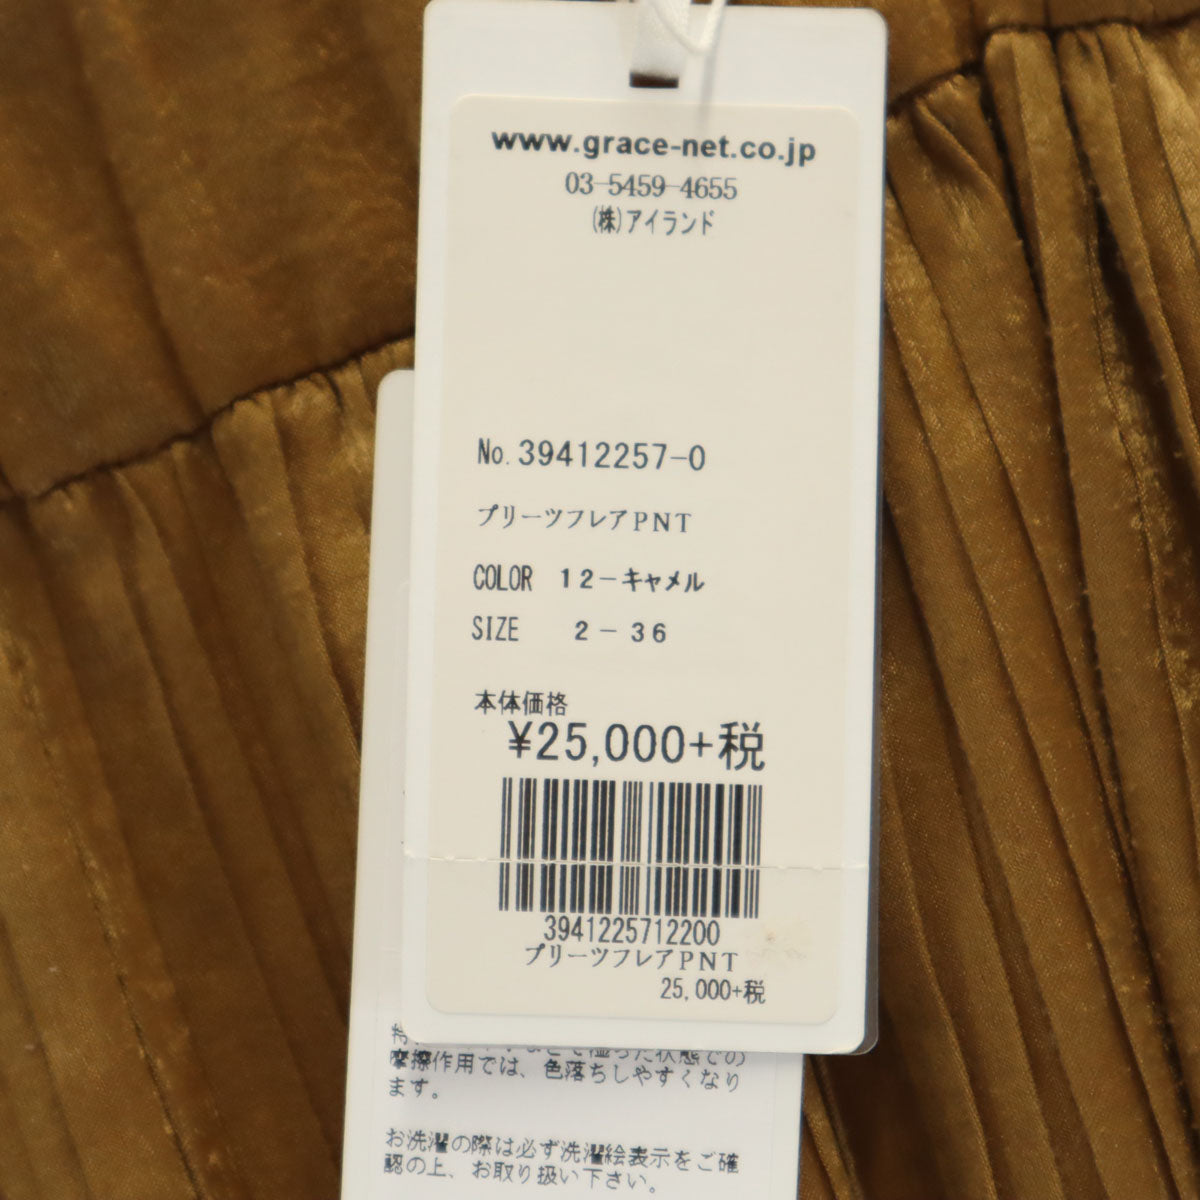 www.grace-net.co.jp
03-5459-4655
(株)アイランド
No. 39412257-0
プリーツフレアPNT
COLOR 12-キャメル
SIZE 2-36
本体価格
¥25,000+税
3941225712200
プリーツフレアPNT
25,000+税
状態での
摩擦作用では、色落ちしやすくなり
ます。
お洗濯の際は必ず洗濯絵表示をご確
認の上、お取り扱い下さい。